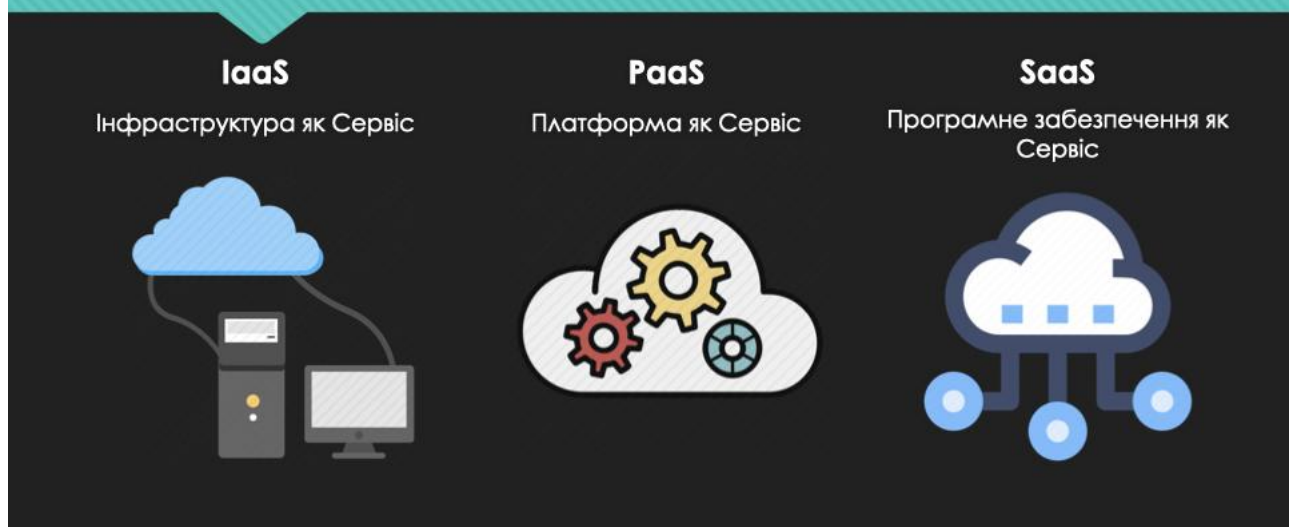 IaaS
Інфраструктура як Сервіс
PaaS
Платформа як Сервіс
SaaS
Програмне забезпечення як
Сервіс